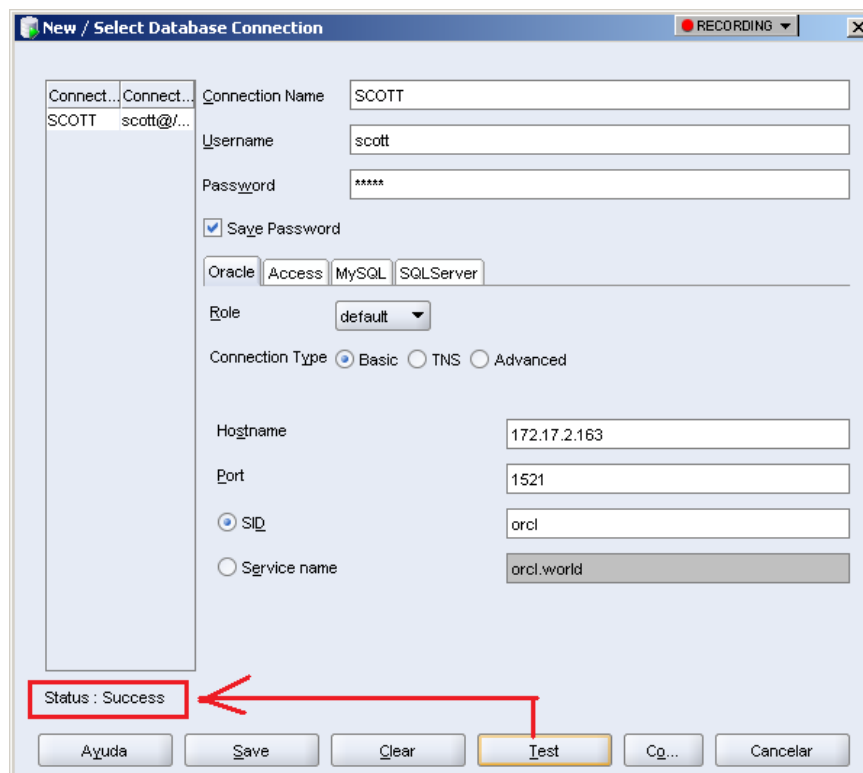 New / Select Database Connection
RECORDING
Connect... Connect...
SCOTT scott@/...
Connection Name SCOTT
Username scott
Password *****
Save Password
Oracle Access MySQL SQLServer
Role default
Connection Type Basic TNS Advanced
Hostname 172.17.2.163
Port 1521
SID orcl
Service name orcl.world
Status : Success
Ayuda Save Clear Test Co... Cancelar